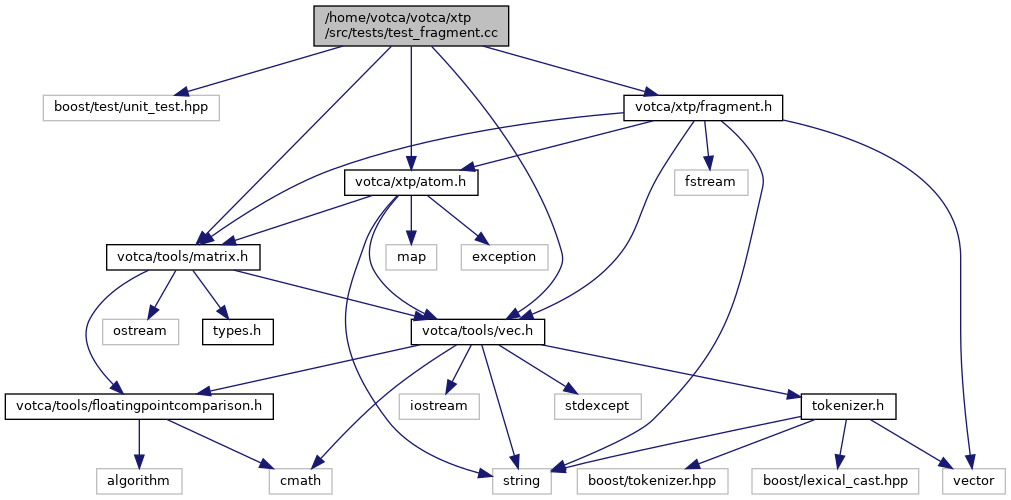 /home/votca/votca/xtp
/src/tests/test_fragment.cc
boost/test/unit_test.hpp
votca/xtp/fragment.h
votca/xtp/atom.h
fstream
votca/tools/matrix.h
map
exception
ostream
types.h
votca/tools/vec.h
votca/tools/floatingpointcomparison.h
iostream
stdexcept
tokenizer.h
algorithm
cmath
string
boost/tokenizer.hpp
boost/lexical_cast.hpp
vector